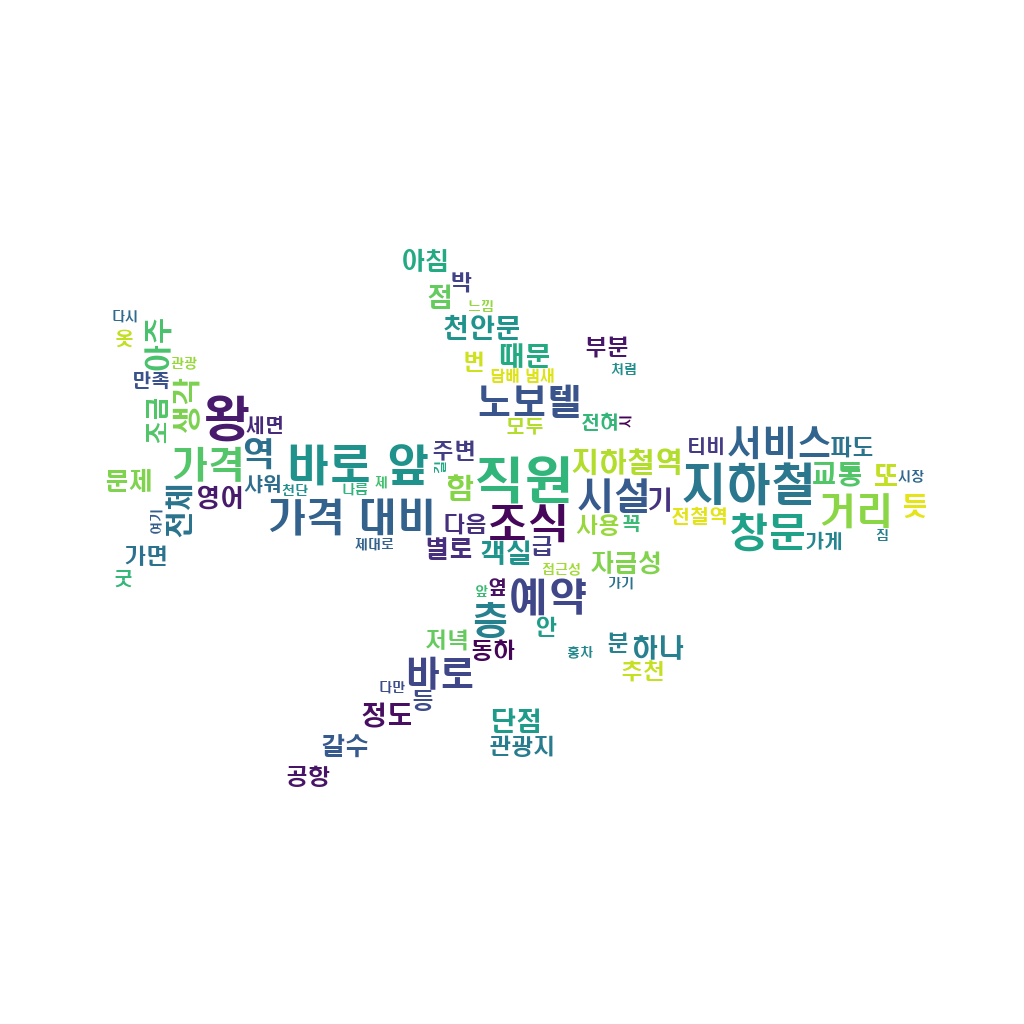 아침
박
점
느낌
다시
천안문
옷
아주
부분
번
때문
관광
처럼
만족
담배 냄새
생각
조금
노보텔
왕
세면
모두
전혀
수
역
바로 앞
주변
티비
서비스
파도
가격
직원
지하철역
지하철
교통
또
시장
길
문제
샤워
천단
나름
제
함
시설
기
영어
전체
가격 대비
다음
조식
사용
꼭
전철역
창문
거리
듯
여기
제대로
별로
객실
급
가게
짐
가면
자금성
굿
접근성
가기
앞
옆
예약
층
안
저녁
동하
홍차
분
하나
바로
추천
다만
등
정도
단점
갈수
관광지
공항